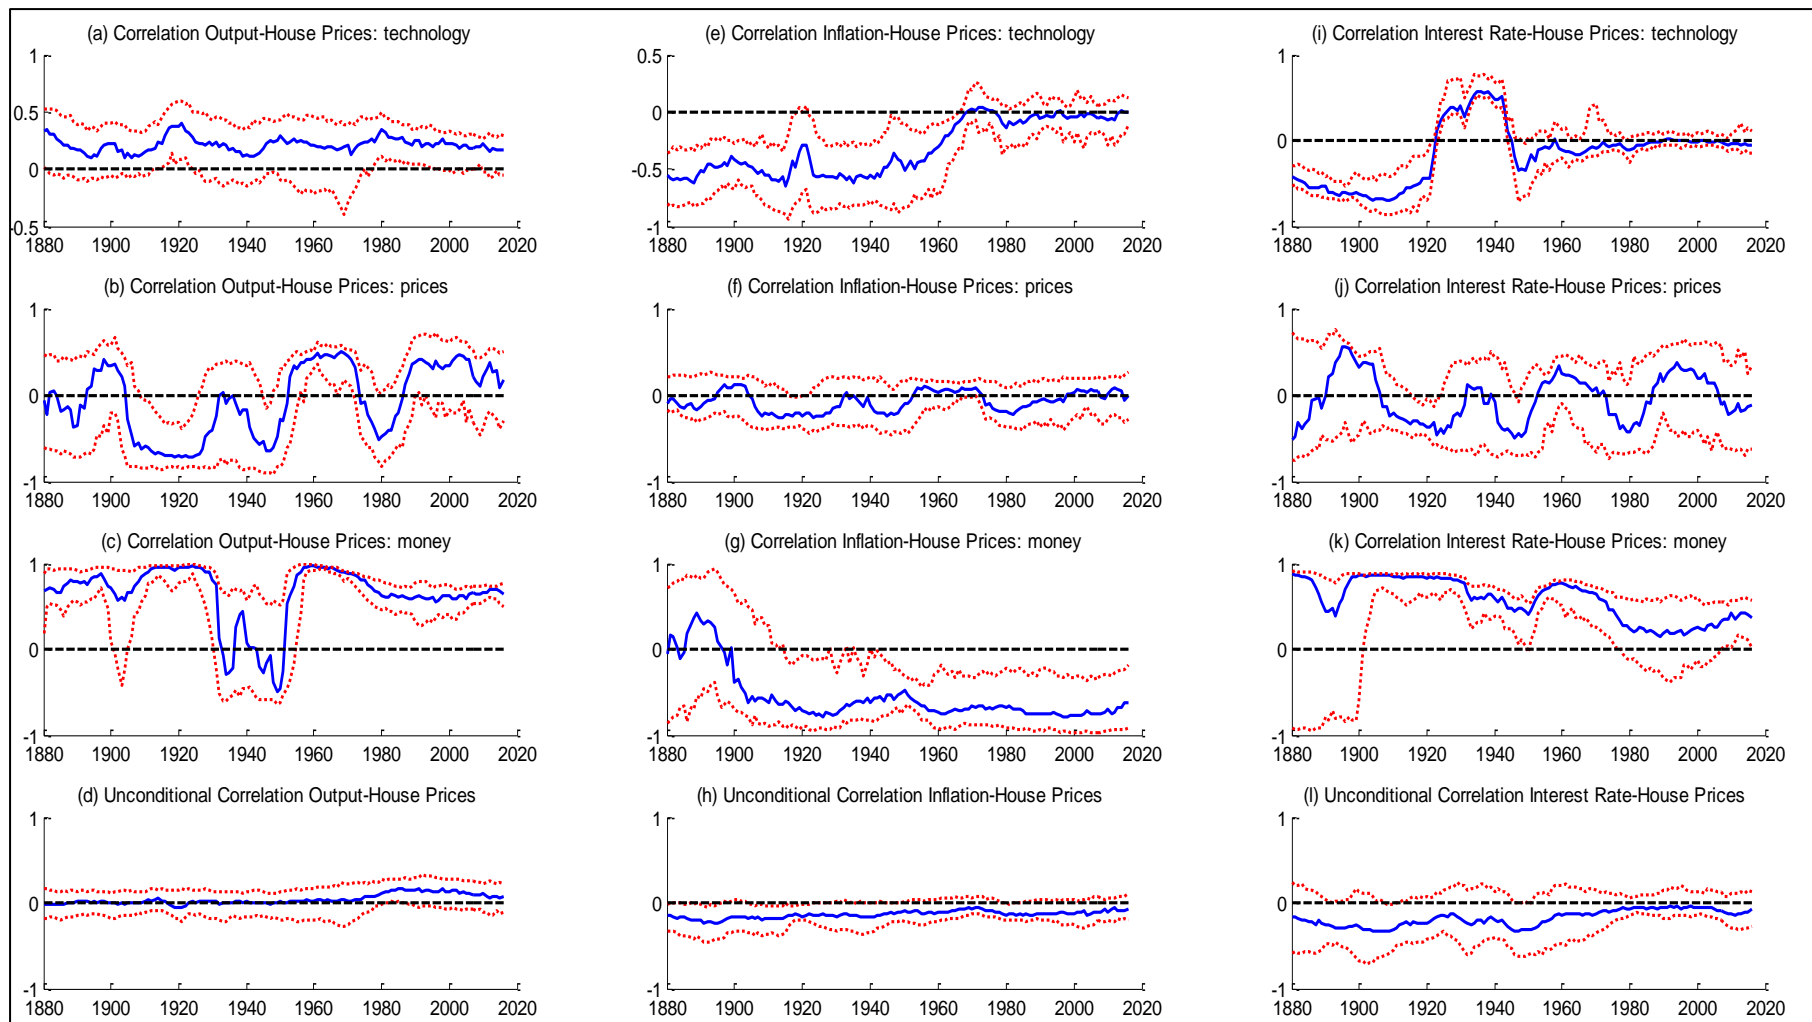 (a) Correlation Output-House Prices: technology
1
0.5
0
-0.5
1880 1900 1920 1940 1960 1980 2000 2020
(e) Correlation Inflation-House Prices: technology
0.5
0
-0.5
-1
1880 1900 1920 1940 1960 1980 2000 2020
(i) Correlation Interest Rate-House Prices: technology
1
0
-1
1880 1900 1920 1940 1960 1980 2000 2020
(b) Correlation Output-House Prices: prices
1
0
-1
1880 1900 1920 1940 1960 1980 2000 2020
(f) Correlation Inflation-House Prices: prices
1
0
-1
1880 1900 1920 1940 1960 1980 2000 2020
(j) Correlation Interest Rate-House Prices: prices
1
0
-1
1880 1900 1920 1940 1960 1980 2000 2020
(c) Correlation Output-House Prices: money
1
0
-1
1880 1900 1920 1940 1960 1980 2000 2020
(g) Correlation Inflation-House Prices: money
1
0
-1
1880 1900 1920 1940 1960 1980 2000 2020
(k) Correlation Interest Rate-House Prices: money
1
0
-1
1880 1900 1920 1940 1960 1980 2000 2020
(d) Unconditional Correlation Output-House Prices
1
0
-1
1880 1900 1920 1940 1960 1980 2000 2020
(h) Unconditional Correlation Inflation-House Prices
1
0
-1
1880 1900 1920 1940 1960 1980 2000 2020
(l) Unconditional Correlation Interest Rate-House Prices
1
0
-1
1880 1900 1920 1940 1960 1980 2000 2020